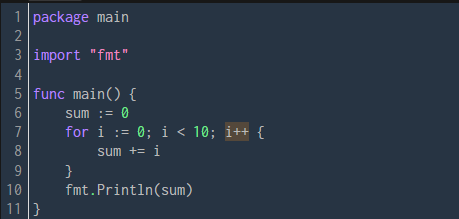 1 package main
2
3 import "fmt"
4
5 func main() {
6     sum := 0
7     for i := 0; i < 10; i++ {
8         sum += i
9     }
10     fmt.Println(sum)
11 }